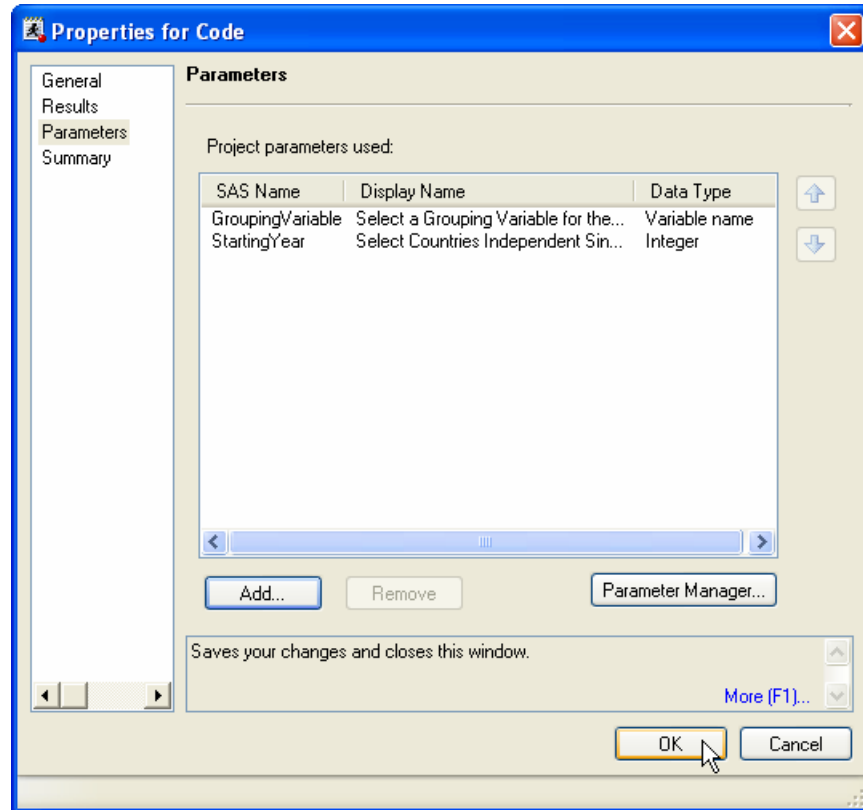 Properties for Code
General
Results
Parameters
Summary
Parameters
Project parameters used:
SAS Name Display Name Data Type
GroupingVariable Select a Grouping Variable for the... Variable name
StartingYear Select Countries Independent Sin... Integer
Add... Remove Parameter Manager...
Saves your changes and closes this window.
More (F1)...
OK Cancel